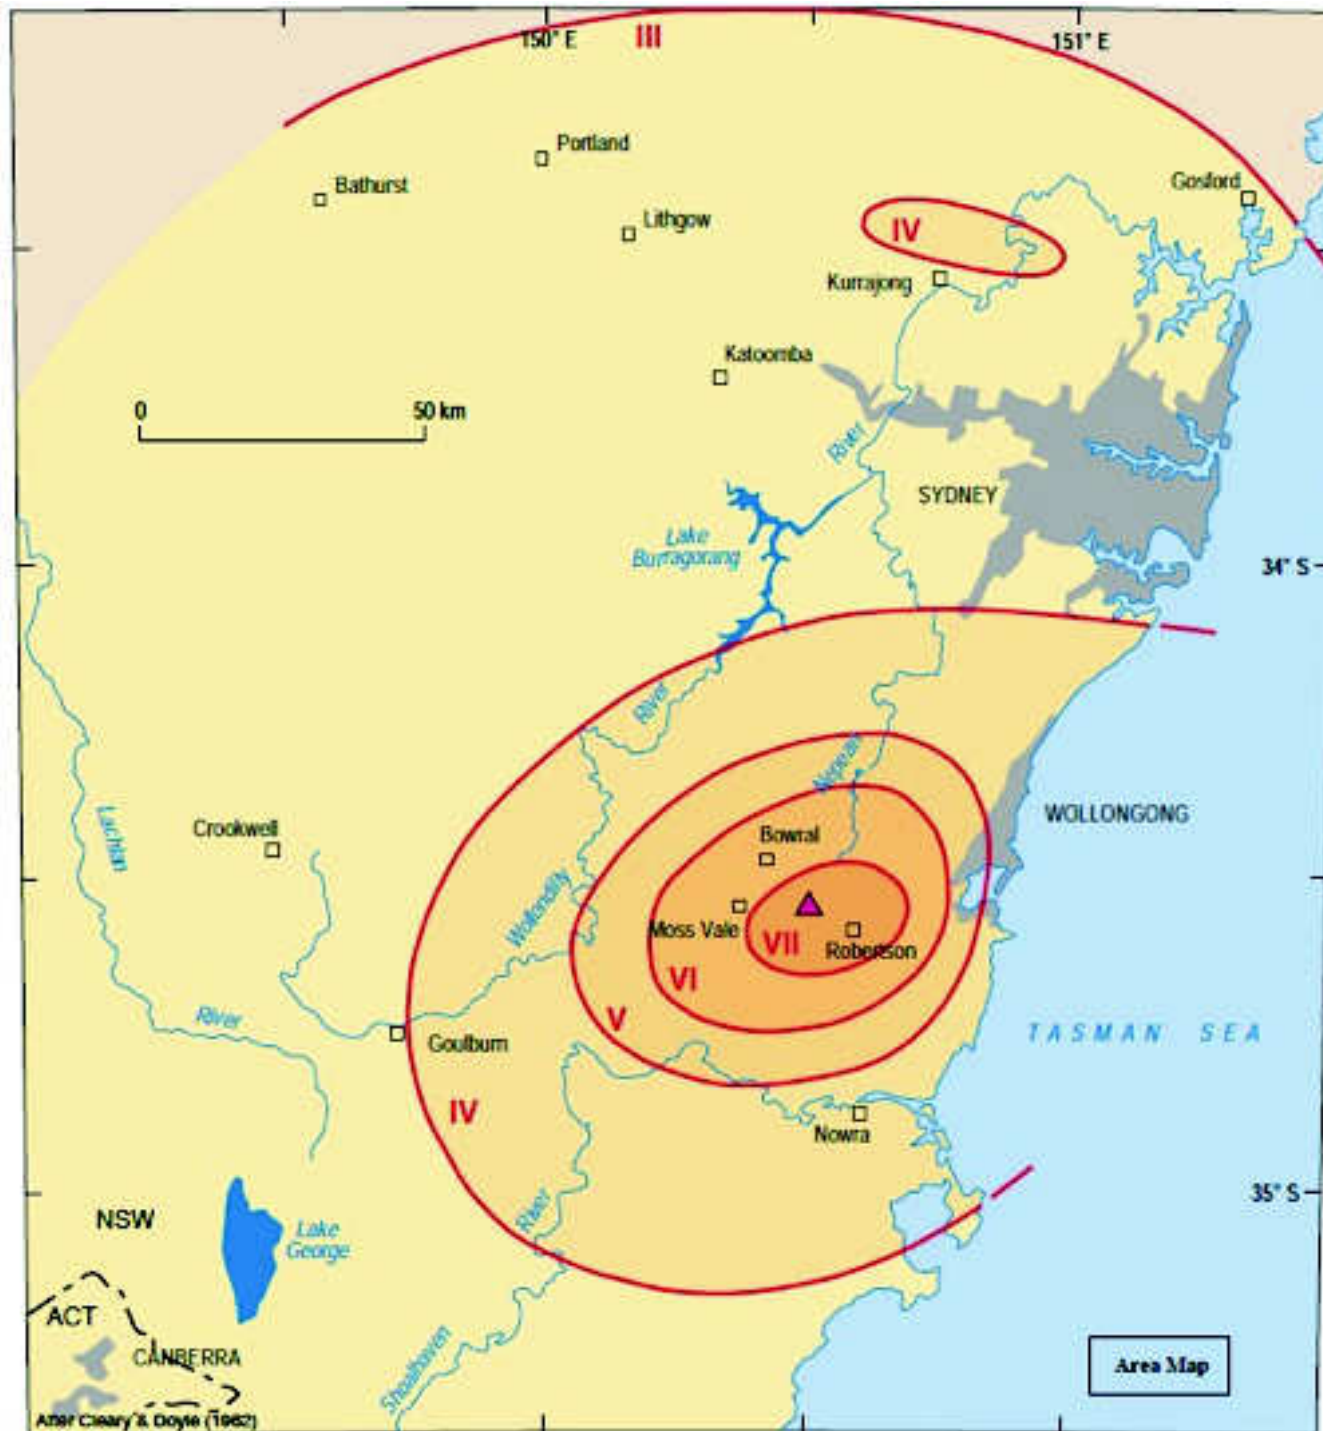 150° E
III
151° E
Portland
Bathurst
Gosford
Lithgow
IV
Kurrajong
Katoomba
0
50 km
River
SYDNEY
Lake
Burragorang
34° S
River
Nepean
Lachlan
Crookwell
WOLLONGONG
Bowral
Wollondilly
Moss Vale
VII
Robertson
VI
V
River
Goulburn
TASMAN SEA
IV
Nowra
NSW
River
35° S
Lake
George
ACT
CANBERRA
Shoalhaven
Area Map
After Cleary & Doyle (1962)